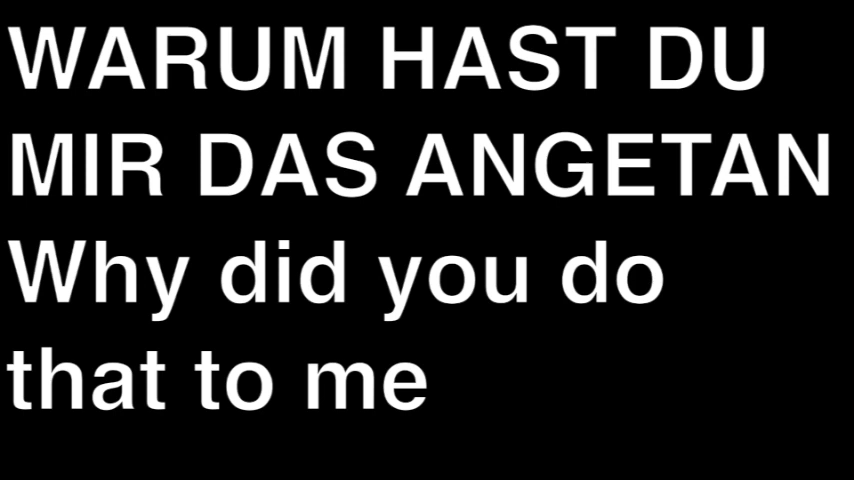 WARUM HAST DU
MIR DAS ANGETAN
Why did you do
that to me